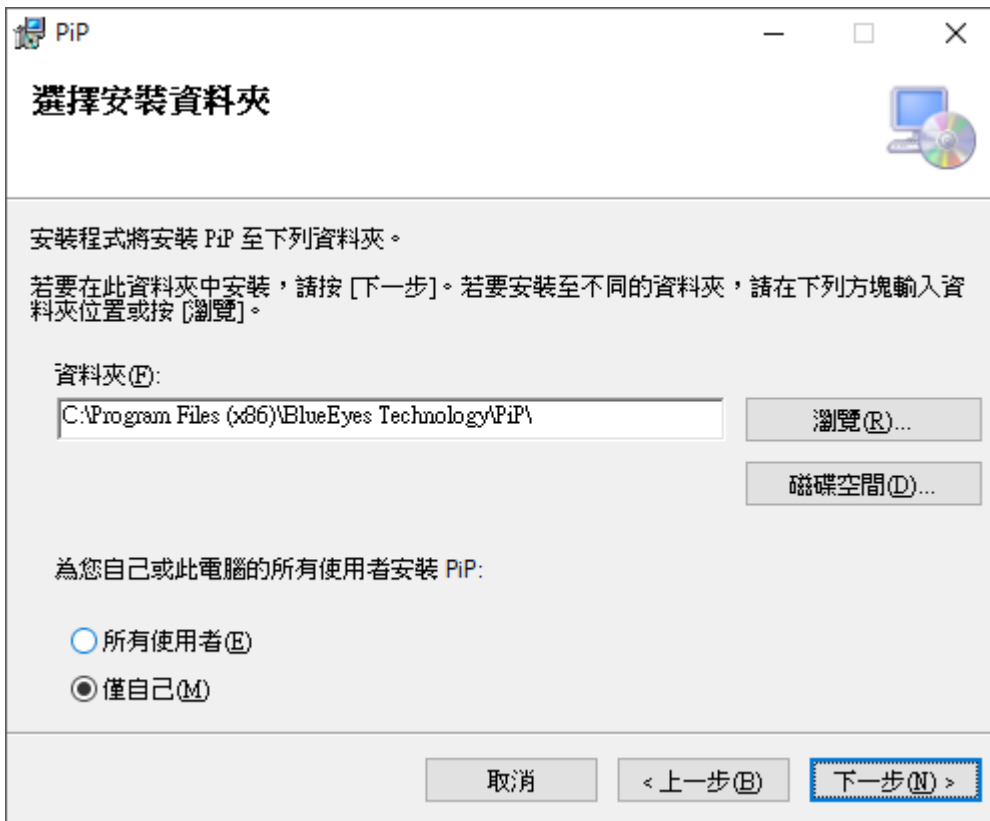 PiP
選擇安裝資料夾
安裝程式將安裝 PiP 至下列資料夾。
若要在此資料夾中安裝，請按 [下一步]。若要安裝至不同的資料夾，請在下列方塊輸入資
料夾位置或按 [瀏覽]。
資料夾(F):
C:\Program Files (x86)\BlueEyes Technology\PiP\
瀏覽(R)...
磁碟空間(D)...
為您自己或此電腦的所有使用者安裝 PiP:
所有使用者(E)
僅自己(M)
取消
< 上一步(B)
下一步(N) >